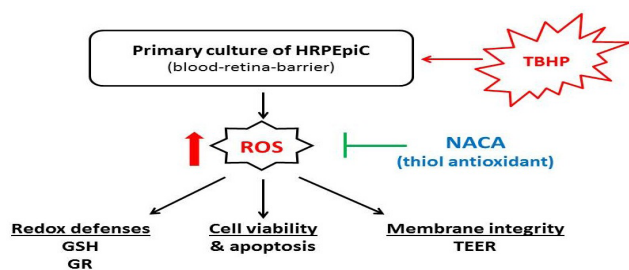 Primary culture of HRPEpiC
(blood-retina-barrier)
TBHP
ROS
NACA
(thiol antioxidant)
Redox defenses
GSH
GR
Cell viability
& apoptosis
Membrane integrity
TEER